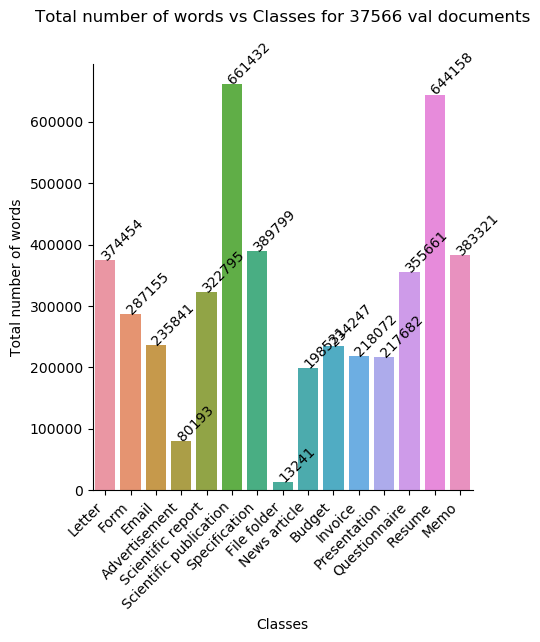 Total number of words vs Classes for 37566 val documents
Total number of words
600000
500000
400000
300000
200000
100000
0
374454
287155
235841
80193
322795
661432
389799
13241
234247
218072
217682
355661
644158
383321
Letter
Form
Email
Advertisement
Scientific report
Scientific publication
Specification
File folder
News article
Budget
Invoice
Presentation
Questionnaire
Resume
Memo
Classes